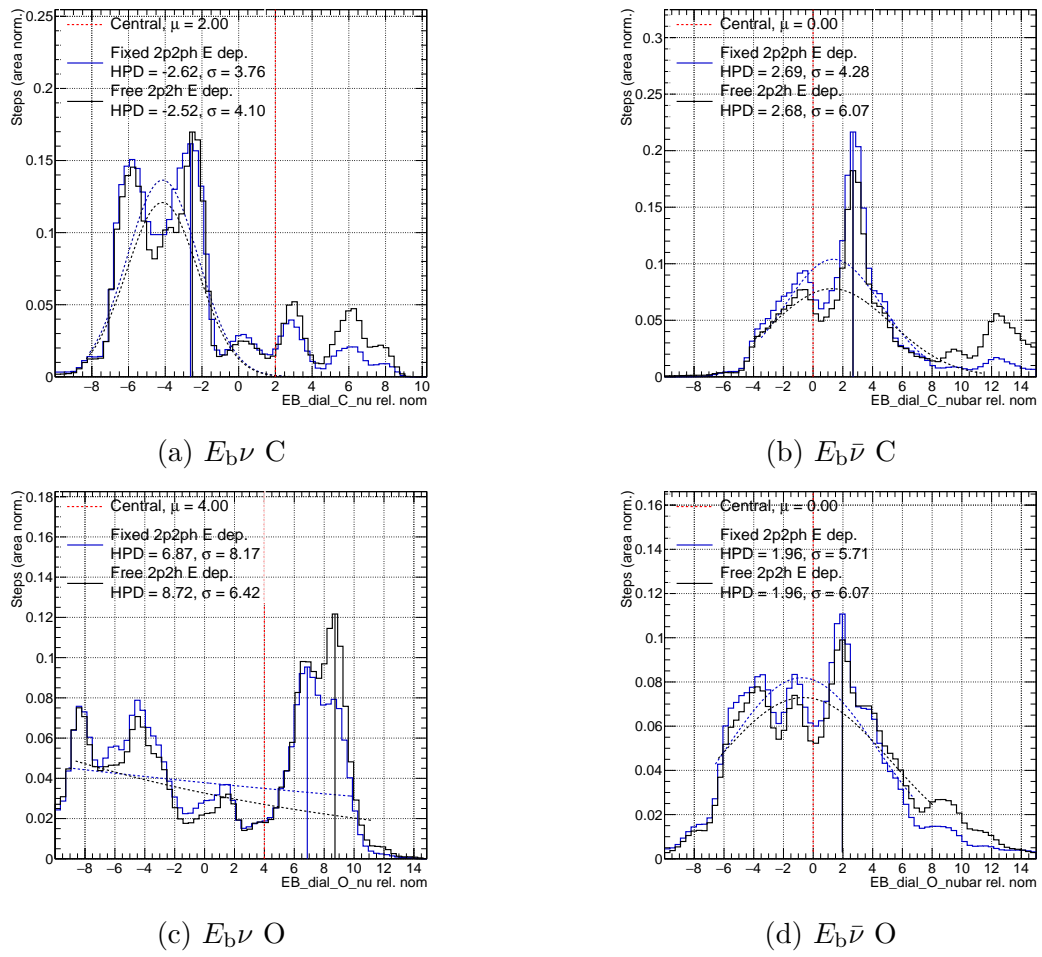 Steps (area norm.)
0.25
0.2
0.15
0.1
0.05
0
Central, μ = 2.00
Fixed 2p2ph E dep.
HPD = -2.62, σ = 3.76
Free 2p2h E dep.
HPD = -2.52, σ = 4.10
−8 −6 −4 −2 0 2 4 6 8 10
EB_dial_C_nu rel. nom
(a) E_bν C
Steps (area norm.)
0.3
0.25
0.2
0.15
0.1
0.05
0
Central, μ = 0.00
Fixed 2p2ph E dep.
HPD = 2.69, σ = 4.28
Free 2p2h E dep.
HPD = 2.68, σ = 6.07
−8 −6 −4 −2 0 2 4 6 8 10 12 14
EB_dial_C_nubar rel. nom
(b) E_bν̄ C
Steps (area norm.)
0.18
0.16
0.14
0.12
0.1
0.08
0.06
0.04
0.02
0
Central, μ = 4.00
Fixed 2p2ph E dep.
HPD = 6.87, σ = 8.17
Free 2p2h E dep.
HPD = 8.72, σ = 6.42
−8 −6 −4 −2 0 2 4 6 8 10 12 14
EB_dial_O_nu rel. nom
(c) E_bν O
Steps (area norm.)
0.16
0.14
0.12
0.1
0.08
0.06
0.04
0.02
0
Central, μ = 0.00
Fixed 2p2ph E dep.
HPD = 1.96, σ = 5.71
Free 2p2h E dep.
HPD = 1.96, σ = 6.07
−8 −6 −4 −2 0 2 4 6 8 10 12 14
EB_dial_O_nubar rel. nom
(d) E_bν̄ O